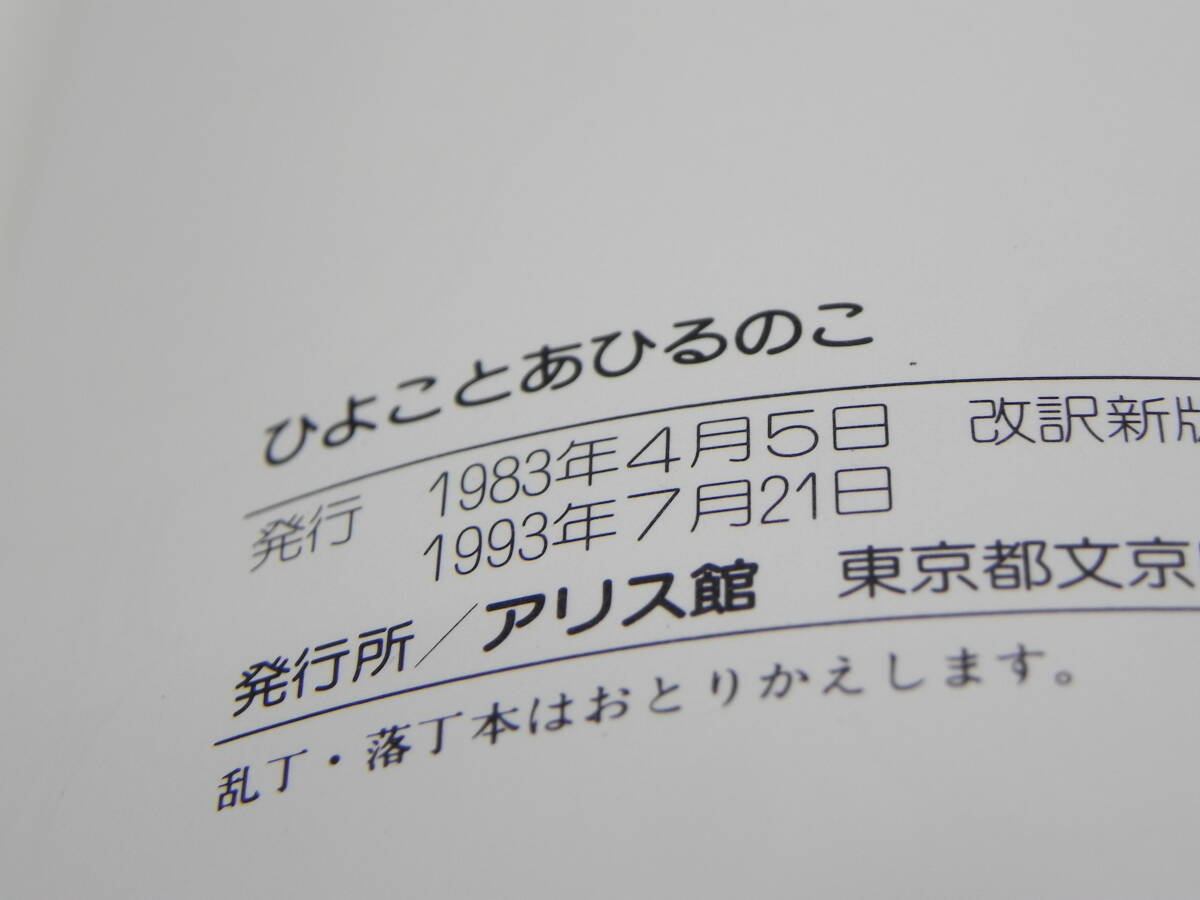 ひよことあひるのこ
発行 1983年4月5日 改訳新版
1993年7月21日
発行所／アリス館 東京都文京
乱丁・落丁本はおとりかえします。